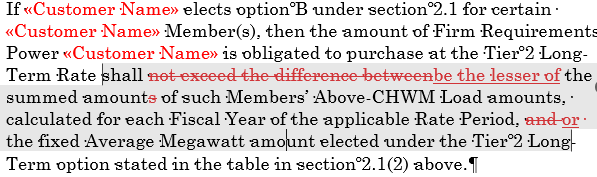 If «Customer Name» elects option°B under section°2.1 for certain
«Customer Name» Member(s), then the amount of Firm Requirements
Power «Customer Name» is obligated to purchase at the Tier°2 Long-
Term Rate shall not exceed the difference betweenbe the lesser of the
summed amounts of such Members’ Above-CHWM Load amounts,
calculated for each Fiscal Year of the applicable Rate Period, and or
the fixed Average Megawatt amount elected under the Tier°2 Long-
Term option stated in the table in section°2.1(2) above.¶